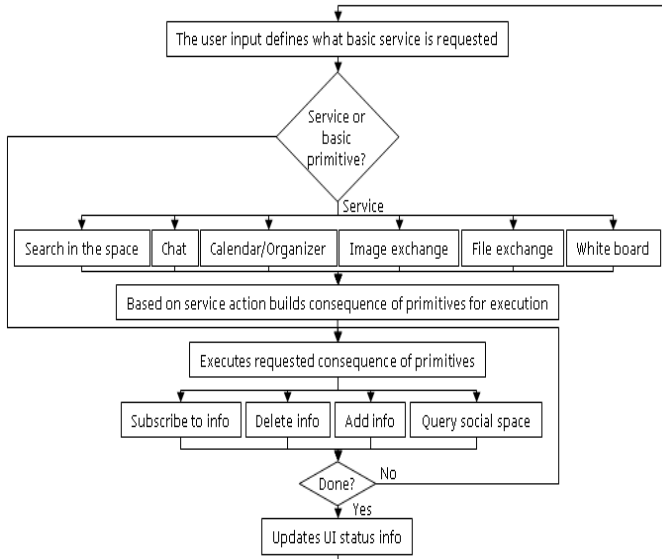 The user input defines what basic service is requested
Service or
basic
primitive?
Service
Search in the space
Chat
Calendar/Organizer
Image exchange
File exchange
White board
Based on service action builds consequence of primitives for execution
Executes requested consequence of primitives
Subscribe to info
Delete info
Add info
Query social space
Done?
No
Yes
Updates UI status info